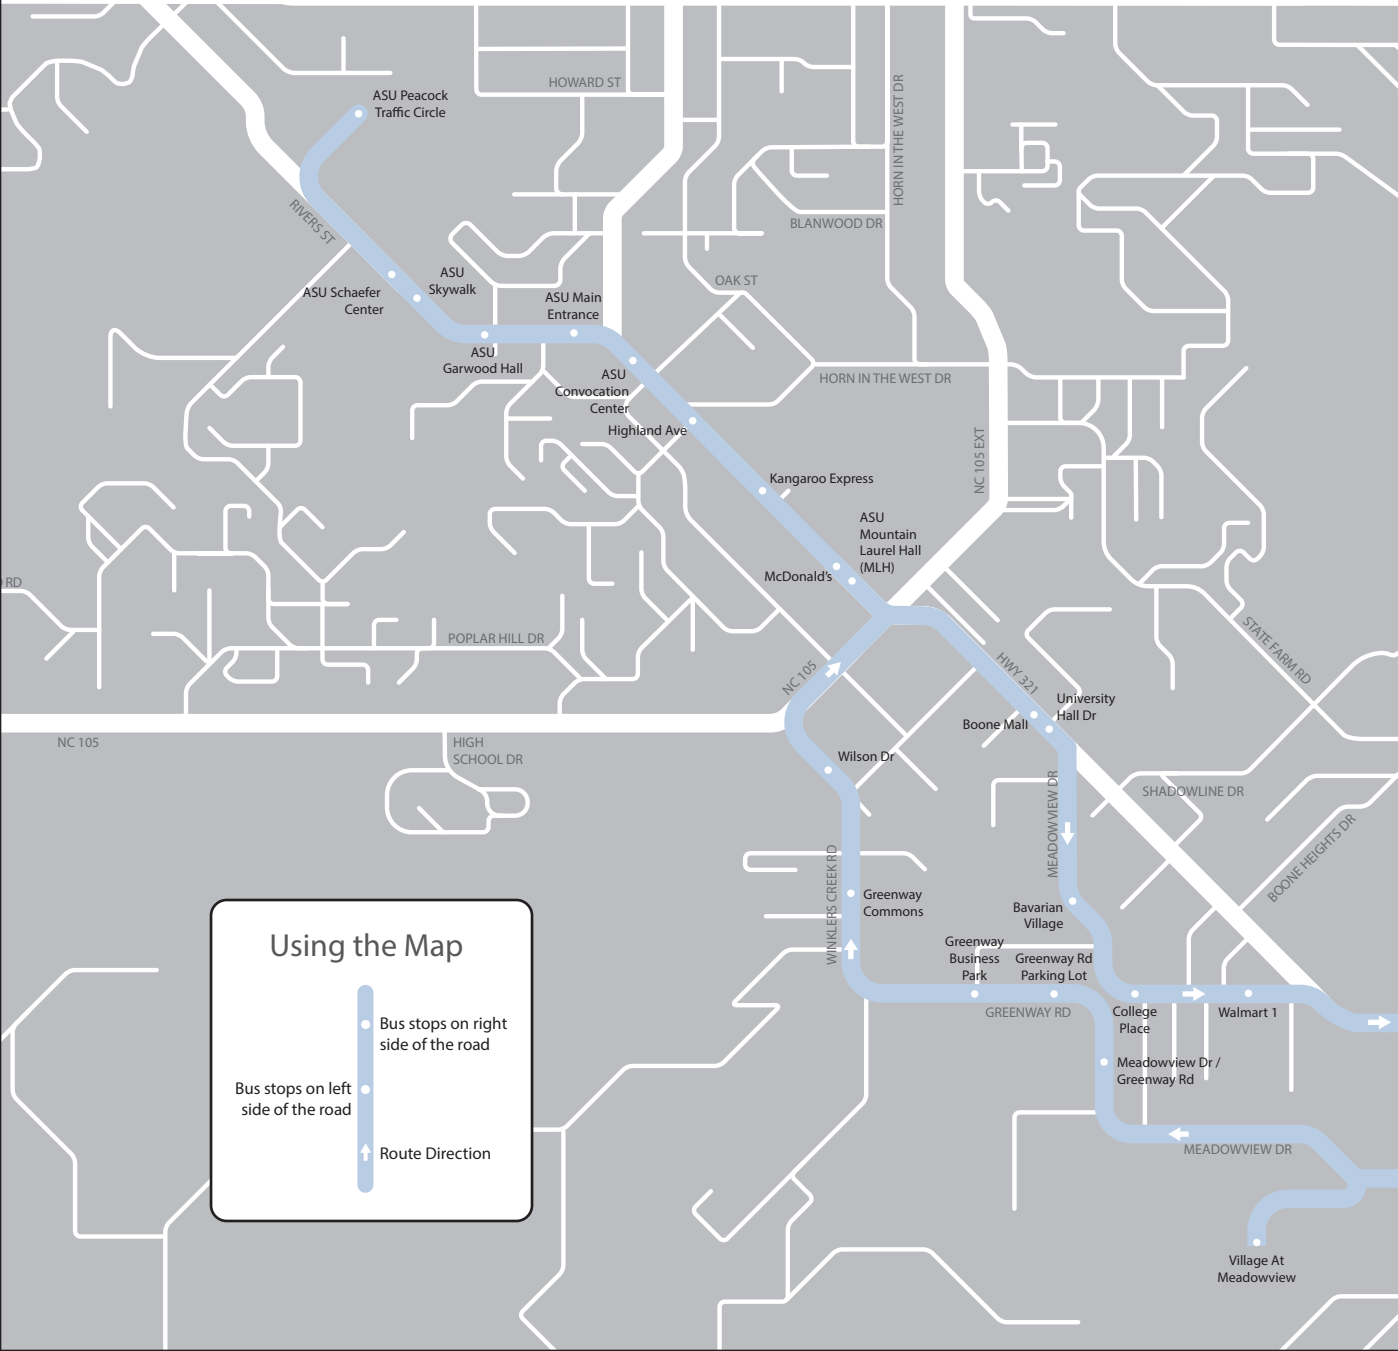 HOWARD ST
ASU Peacock
Traffic Circle
HORN IN THE WEST DR
RIVERS ST
BLANWOOD DR
ASU
Skywalk
OAK ST
ASU Schaefer
Center
ASU Main
Entrance
ASU
Garwood Hall
ASU
Convocation
Center
HORN IN THE WEST DR
Highland Ave
NC 105 EXT
Kangaroo Express
ASU
Mountain
Laurel Hall
(MLH)
McDonald's
RD
POPLAR HILL DR
STATE FARM RD
NC 105
HWY 321
University
Hall Dr
Boone Mall
NC 105
HIGH
SCHOOL DR
Wilson Dr
MEADOWVIEW DR
SHADOWLINE DR
BOONE HEIGHTS DR
WINKLERS CREEK RD
Greenway
Commons
Bavarian
Village
Greenway
Business
Park
Greenway Rd
Parking Lot
GREENWAY RD
College
Place
Walmart 1
Meadowview Dr /
Greenway Rd
MEADOWVIEW DR
Village At
Meadowview
Using the Map
Bus stops on right
side of the road
Bus stops on left
side of the road
Route Direction